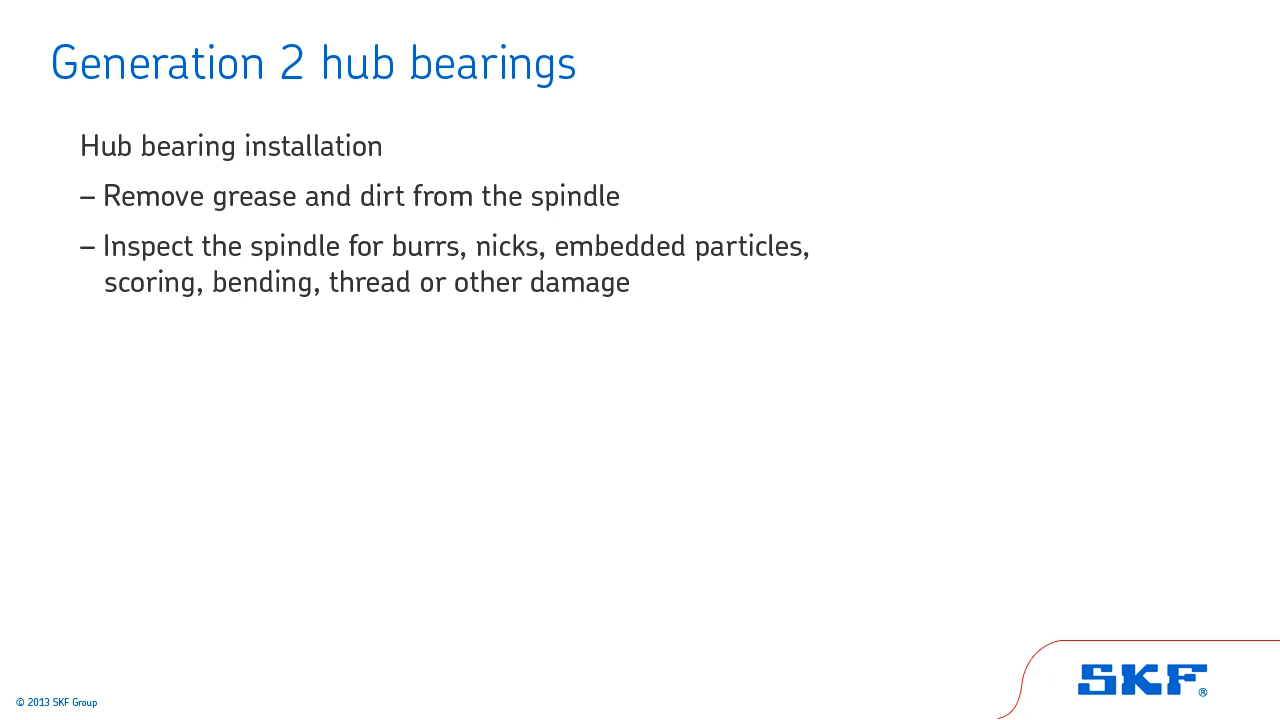 Generation 2 hub bearings
Hub bearing installation
– Remove grease and dirt from the spindle
– Inspect the spindle for burrs, nicks, embedded particles,
scoring, bending, thread or other damage
© 2013 SKF Group
SKF®